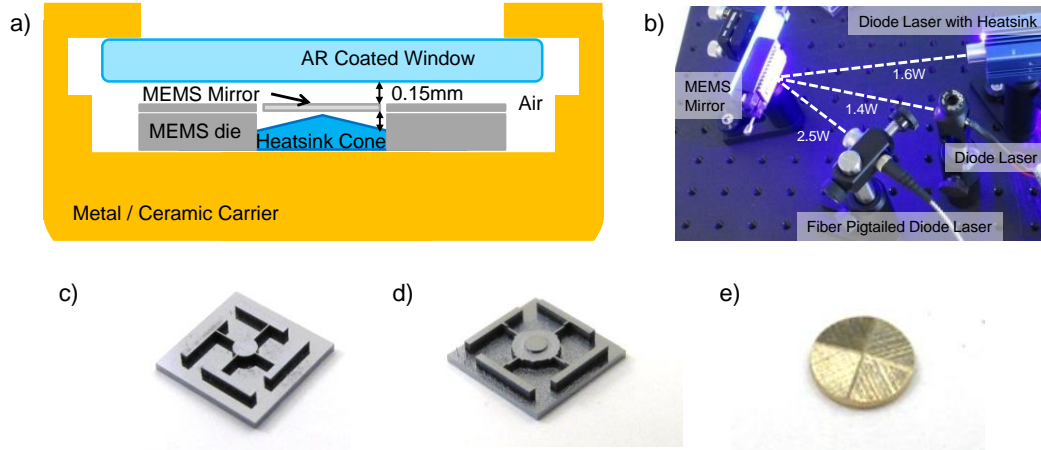 a)
AR Coated Window
MEMS Mirror
0.15mm
Air
MEMS die
Heatsink Cone
Metal / Ceramic Carrier
b)
Diode Laser with Heatsink
1.6W
MEMS
Mirror
1.4W
2.5W
Diode Laser
Fiber Pigtailed Diode Laser
c)
d)
e)